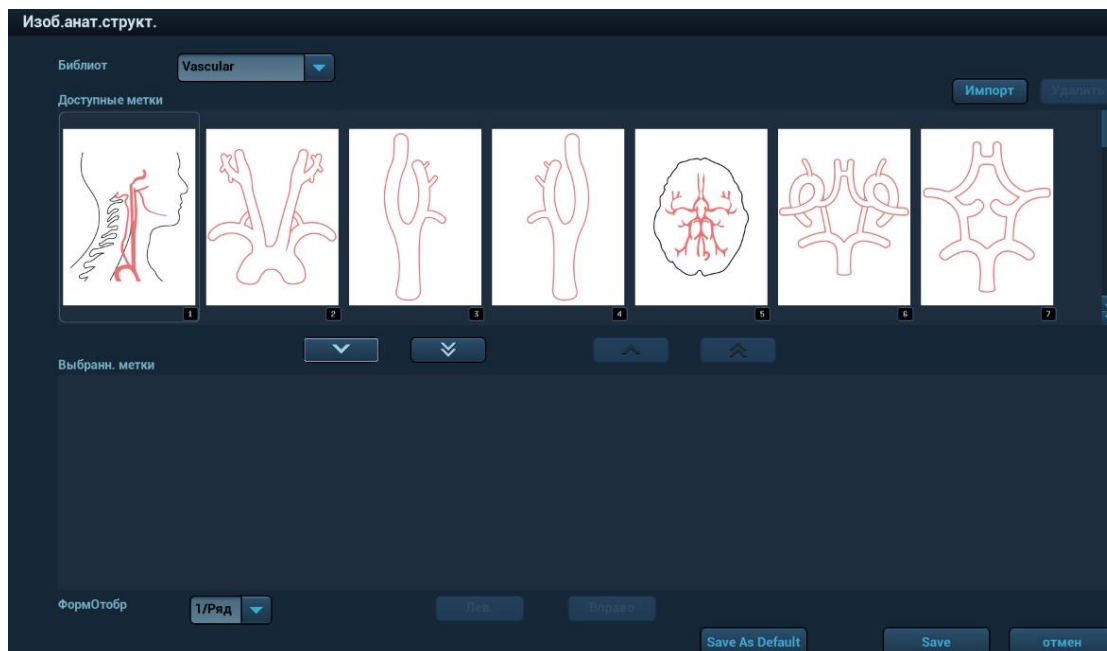 Изоб.анат.структ.
Библиот Vascular
Доступные метки
Импорт Удалить
1 2 3 4 5 6 7
Выбранн. метки
ФормОтобр 1/Ряд Лев. Вправо
Save As Default Save отмен